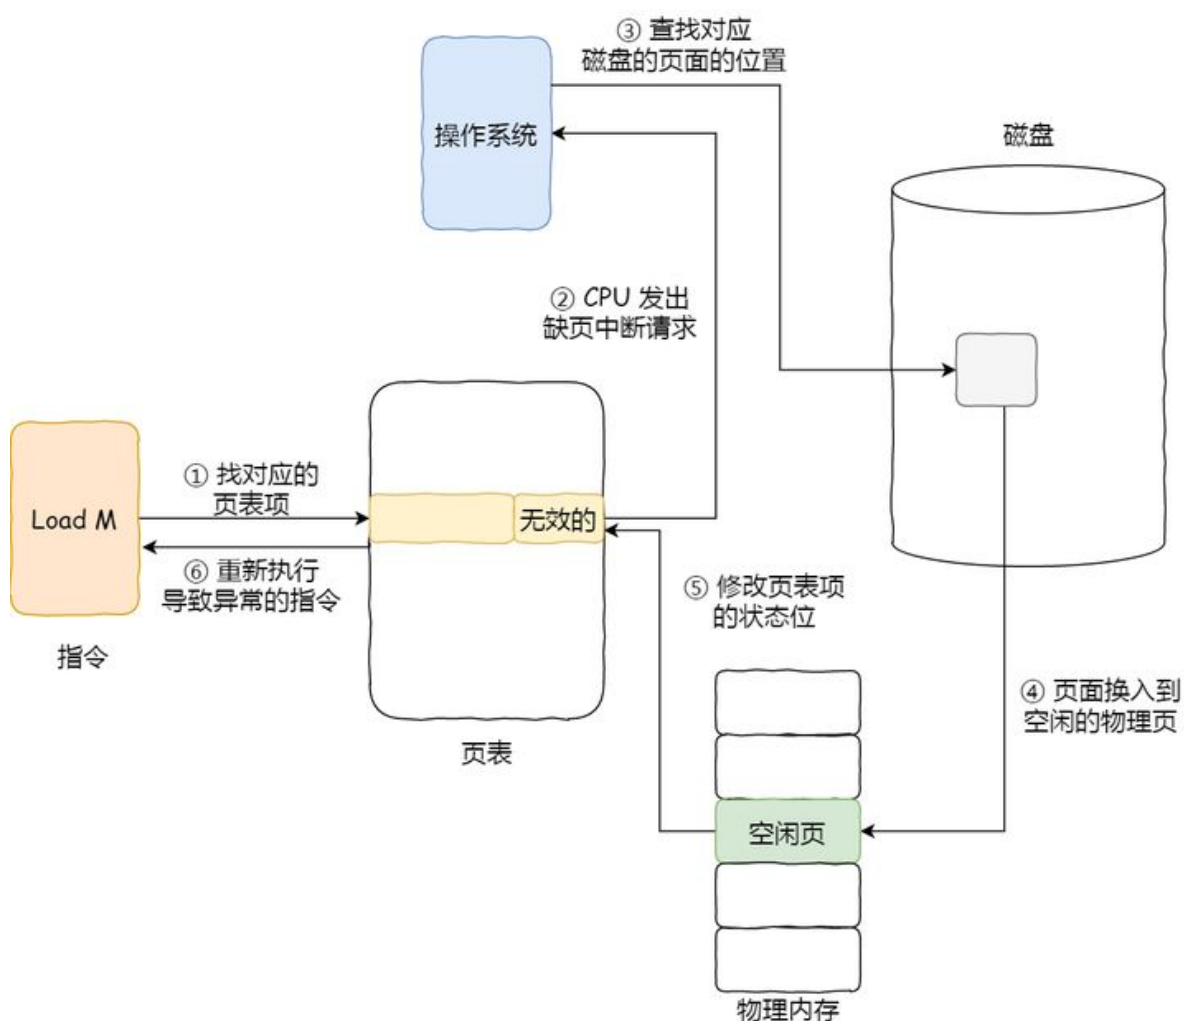 ③ 查找对应
磁盘的页面的位置
操作系统
磁盘
② CPU 发出
缺页中断请求
① 找对应的
页表项
Load M
无效的
⑥ 重新执行
导致异常的指令
⑤ 修改页表项
的状态位
指令
④ 页面换入到
空闲的物理页
页表
空闲页
物理内存